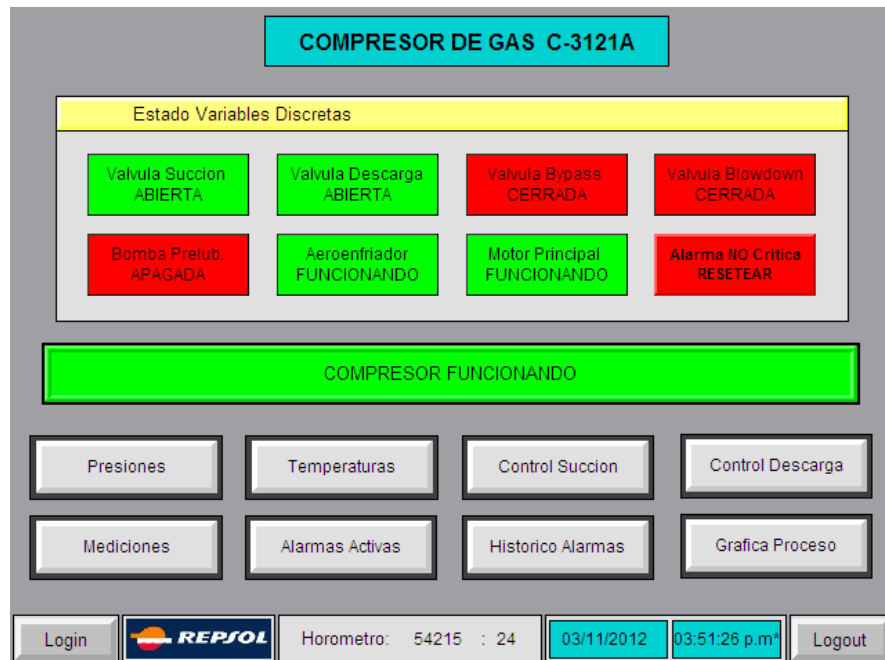 COMPRESOR DE GAS C-3121A
Estado Variables Discretas
Valvula Succion
ABIERTA
Valvula Descarga
ABIERTA
Valvula Bypass
CERRADA
Valvula Blowdown
CERRADA
Bomba Prelub.
APAGADA
Aeroenfriador
FUNCIONANDO
Motor Principal
FUNCIONANDO
Alarma NO Critica
RESETEAR
COMPRESOR FUNCIONANDO
Presiones
Temperaturas
Control Succion
Control Descarga
Mediciones
Alarmas Activas
Historico Alarmas
Grafica Proceso
Login
REPSOL
Horometro: 54215 : 24
03/11/2012
03:51:26 p.m*
Logout